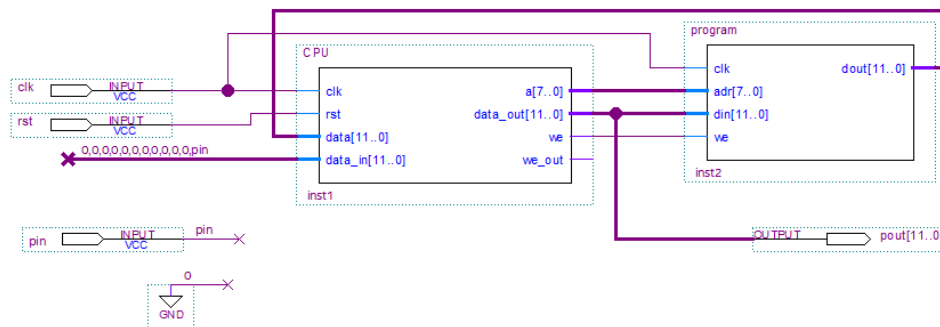 program
CPU
clk
INPUT
VCC
clk
a[7..0]
clk
dout[11..0]
adr[7..0]
rst
INPUT
VCC
rst
data_out[11..0]
din[11..0]
data[11..0]
we
we
0,0,0,0,0,0,0,0,0,0,0,pin
data_in[11..0]
we_out
inst1
inst2
pin
INPUT
VCC
pin
OUTPUT
pout[11..0
0
GND